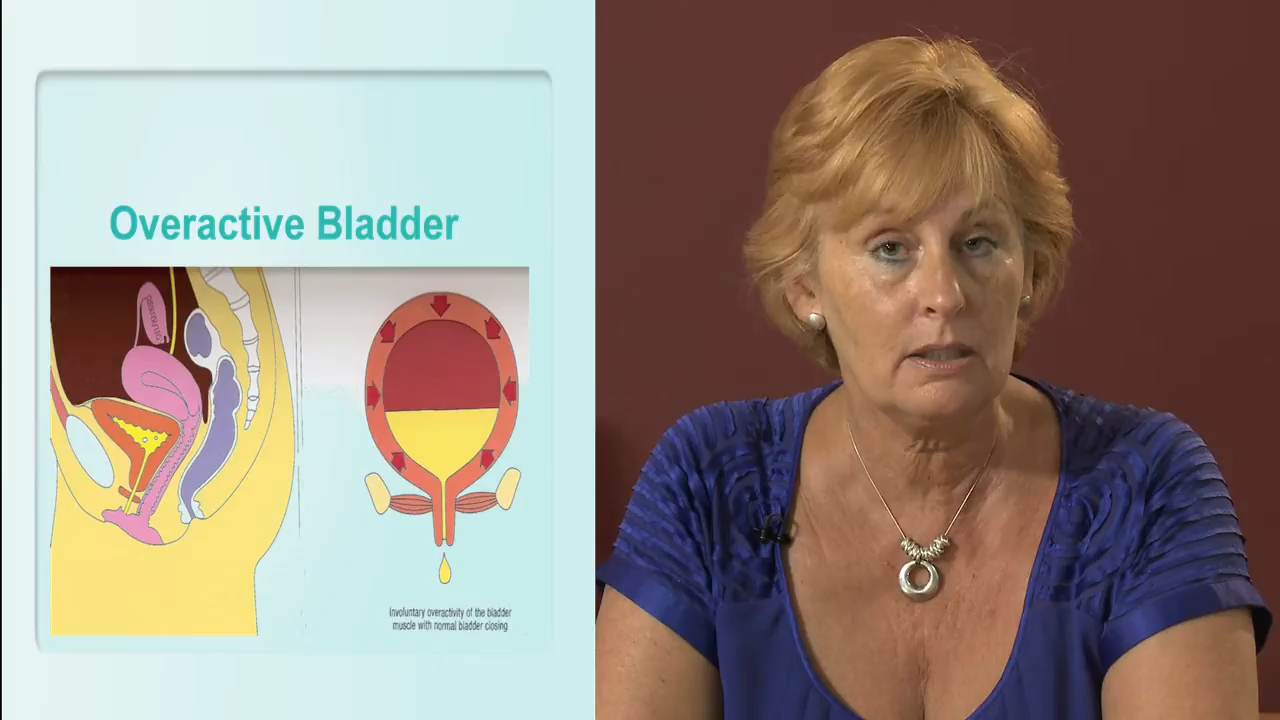 Overactive Bladder
Involuntary overactivity of the bladder
muscle with normal bladder closing